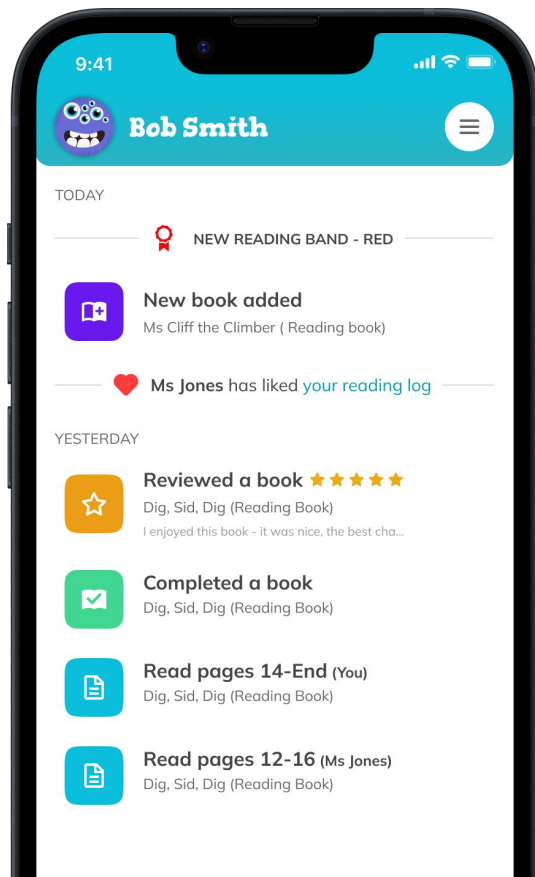 9:41
Bob Smith
TODAY
NEW READING BAND - RED
New book added
Ms Cliff the Climber ( Reading book)
Ms Jones has liked your reading log
YESTERDAY
Reviewed a book
Dig, Sid, Dig (Reading Book)
I enjoyed this book - it was nice, the best cha...
Completed a book
Dig, Sid, Dig (Reading Book)
Read pages 14-End (You)
Dig, Sid, Dig (Reading Book)
Read pages 12-16 (Ms Jones)
Dig, Sid, Dig (Reading Book)